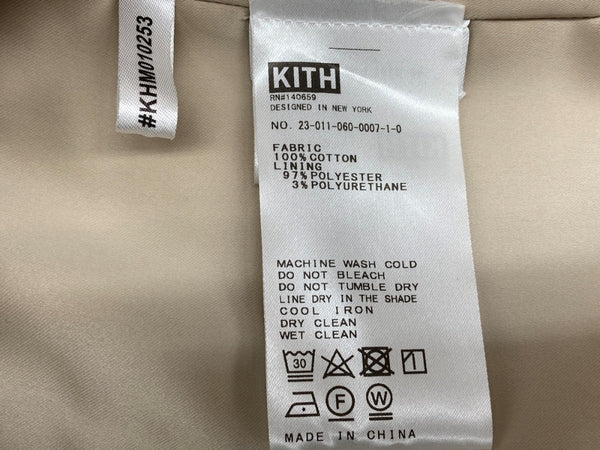 #KHM010253
KITH
RN#140659
DESIGNED IN NEW YORK
NO. 23-011-060-0007-1-0
FABRIC
100%COTTON
LINING
97%POLYESTER
3%POLYURETHANE
MACHINE WASH COLD
DO NOT BLEACH
DO NOT TUMBLE DRY
LINE DRY IN THE SHADE
COOL IRON
DRY CLEAN
WET CLEAN
30
F W
MADE IN CHINA